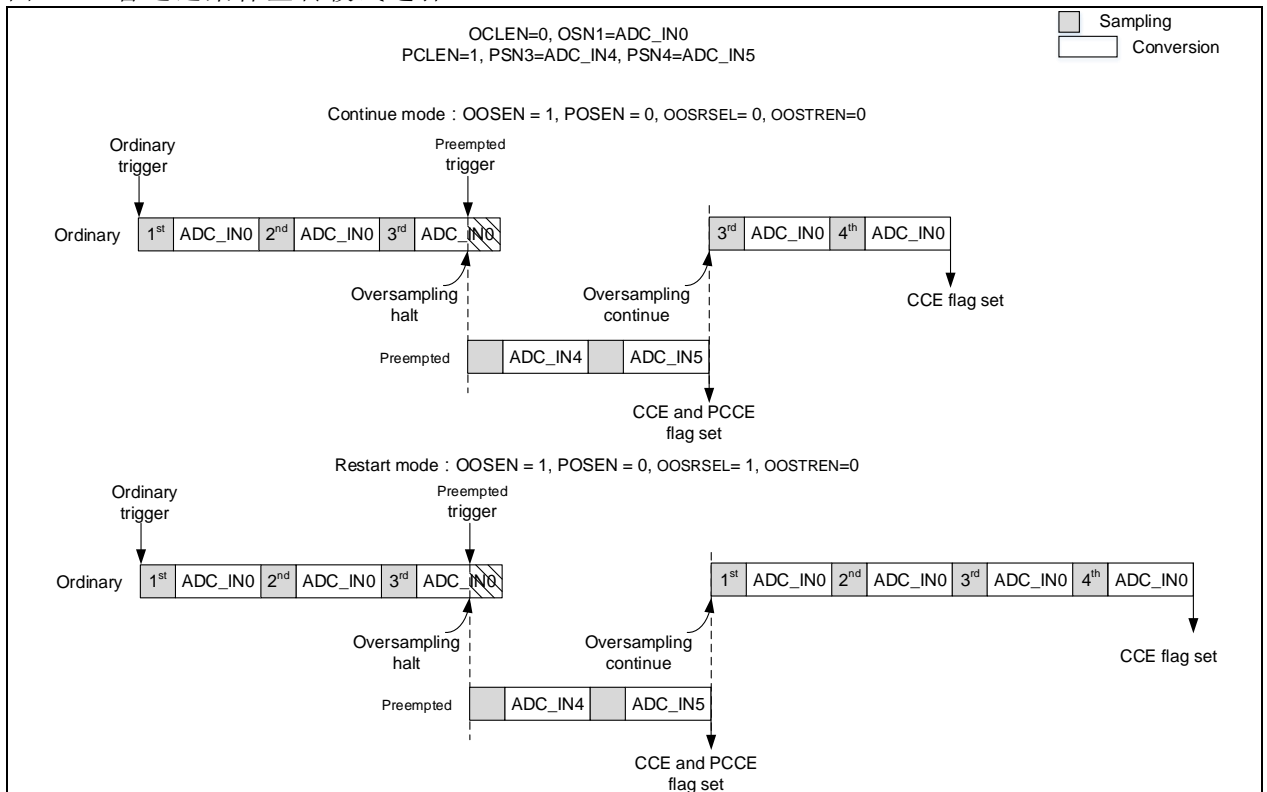 Sampling
Conversion
OCLEN=0, OSN1=ADC_IN0
PCLEN=1, PSN3=ADC_IN4, PSN4=ADC_IN5
Continue mode：OOSEN = 1, POSEN = 0, OOSRSEL= 0, OOSTREN=0
Ordinary
trigger
Preempted
trigger
Ordinary
1st ADC_IN0 2nd ADC_IN0 3rd ADC_IN0
3rd ADC_IN0 4th ADC_IN0
Oversampling
halt
Oversampling
continue
CCE flag set
Preempted
ADC_IN4 ADC_IN5
CCE and PCCE
flag set
Restart mode：OOSEN = 1, POSEN = 0, OOSRSEL= 1, OOSTREN=0
Ordinary
trigger
Preempted
trigger
Ordinary
1st ADC_IN0 2nd ADC_IN0 3rd ADC_IN0
1st ADC_IN0 2nd ADC_IN0 3rd ADC_IN0 4th ADC_IN0
Oversampling
halt
Oversampling
continue
CCE flag set
Preempted
ADC_IN4 ADC_IN5
CCE and PCCE
flag set